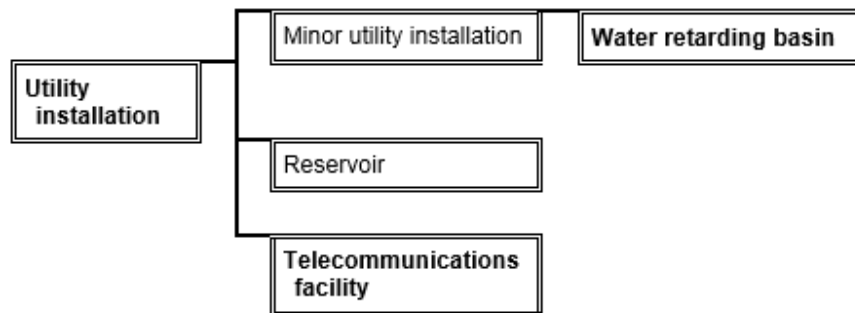 Minor utility installation
Water retarding basin
Utility
installation
Reservoir
Telecommunications
facility